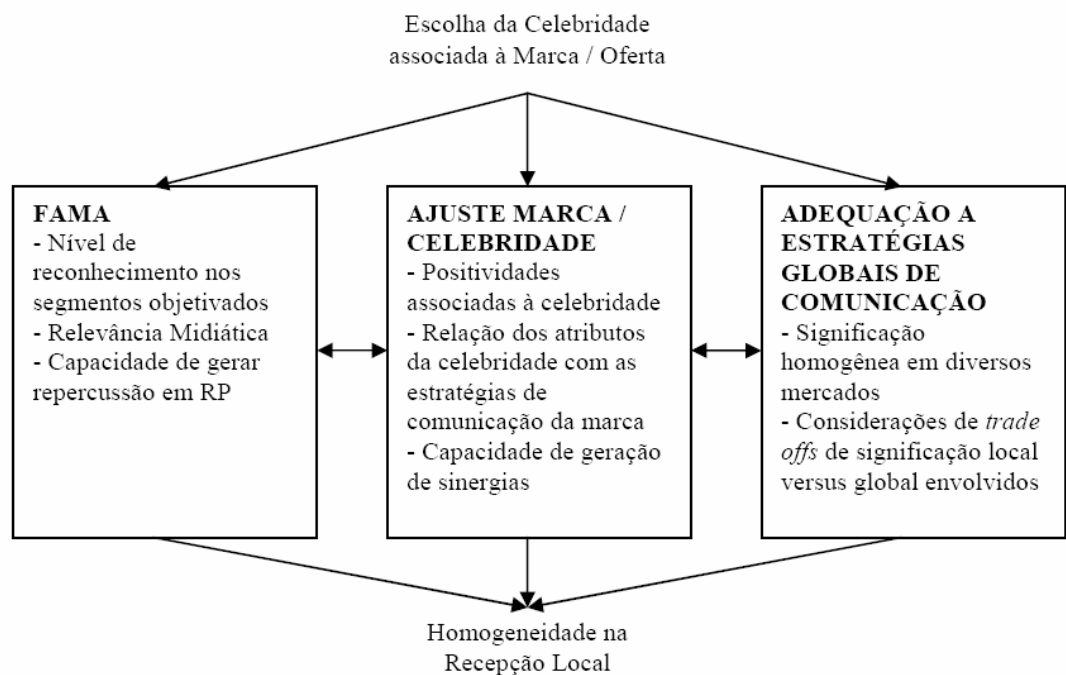 Escolha da Celebridade
associada à Marca / Oferta
FAMA
- Nível de
reconhecimento nos
segmentos objetivados
- Relevância Midiática
- Capacidade de gerar
repercussão em RP
AJUSTE MARCA /
CELEBRIDADE
- Positividades
associadas à celebridade
- Relação dos atributos
da celebridade com as
estratégias de
comunicação da marca
- Capacidade de geração
de sinergias
ADEQUAÇÃO A
ESTRATÉGIAS
GLOBAIS DE
COMUNICAÇÃO
- Significação
homogênea em diversos
mercados
- Considerações de trade
offs de significação local
versus global envolvidos
Homogeneidade na
Recepção Local